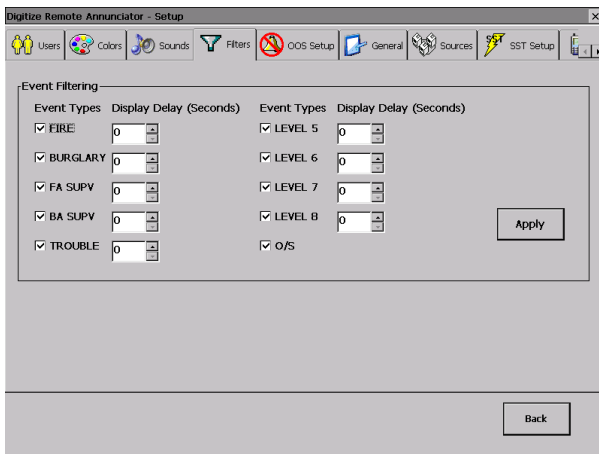 Digitize Remote Annunciator - Setup
Users Colors Sounds Filters OOS Setup General Sources SST SST Setup
Event Filtering
Event Types Display Delay (Seconds) Event Types Display Delay (Seconds)
FIRE 0 LEVEL 5 0
BURGLARY 0 LEVEL 6 0
FA SUPV 0 LEVEL 7 0
BA SUPV 0 LEVEL 8 0
Apply
TROUBLE 0 O/S
Back